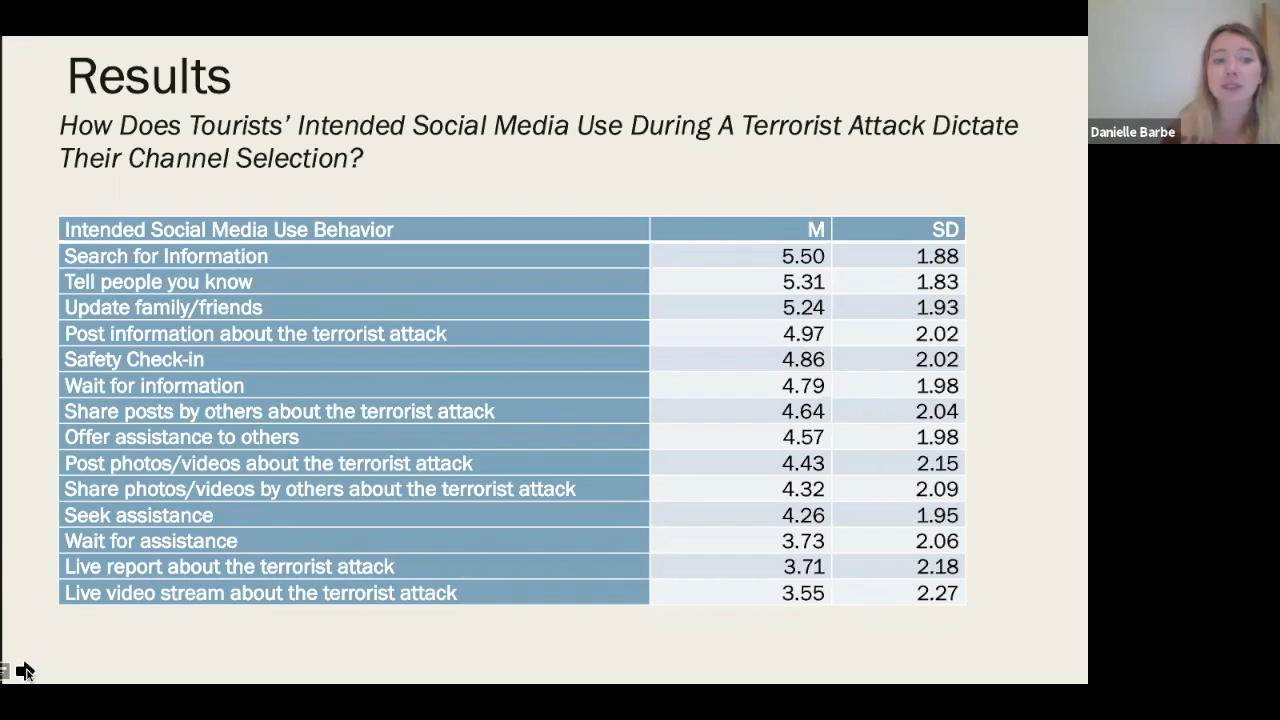 Results
How Does Tourists' Intended Social Media Use During A Terrorist Attack Dictate
Their Channel Selection?
Intended Social Media Use Behavior M SD
Search for Information 5.50 1.88
Tell people you know 5.31 1.83
Update family/friends 5.24 1.93
Post information about the terrorist attack 4.97 2.02
Safety Check-in 4.86 2.02
Wait for information 4.79 1.98
Share posts by others about the terrorist attack 4.64 2.04
Offer assistance to others 4.57 1.98
Post photos/videos about the terrorist attack 4.43 2.15
Share photos/videos by others about the terrorist attack 4.32 2.09
Seek assistance 4.26 1.95
Wait for assistance 3.73 2.06
Live report about the terrorist attack 3.71 2.18
Live video stream about the terrorist attack 3.55 2.27
Danielle Barbe